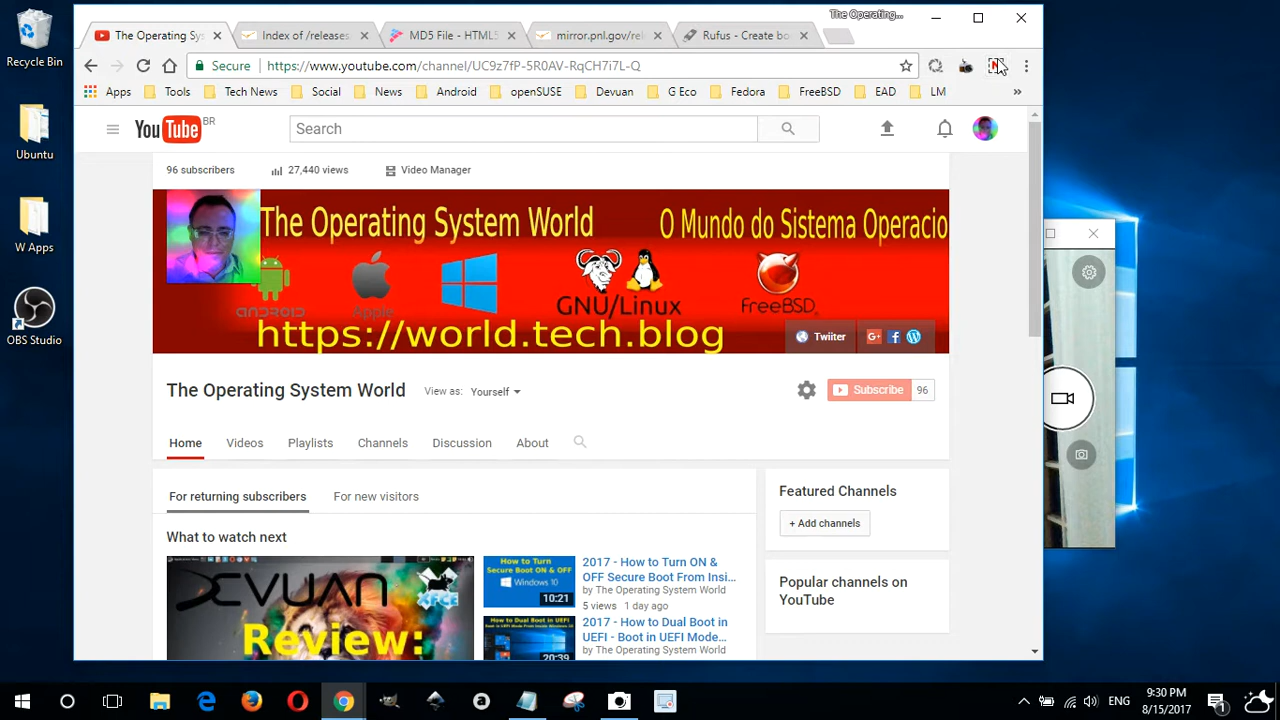 Recycle Bin
Ubuntu
W Apps
OBS Studio
The Operating...
The Operating Sy
Index of /releases
MD5 File - HTML5
mirror.pnl.gov/rel
Rufus - Create bo
Secure
https://www.youtube.com/channel/UC9z7fP-5R0AV-RqCH7i7L-Q
Apps
Tools
Tech News
Social
News
Android
openSUSE
Devuan
G Eco
Fedora
FreeBSD
EAD
LM
YouTube BR
Search
96 subscribers
27,440 views
Video Manager
The Operating System World
O Mundo do Sistema Operacio
ANDROID
Apple
GNU/Linux
FreeBSD
https://world.tech.blog
Twiiter
The Operating System World
View as: Yourself
Subscribe 96
Home
Videos
Playlists
Channels
Discussion
About
For returning subscribers
For new visitors
What to watch next
DEVUAN
XFCE
Review:
How to Turn
Secure Boot ON & OFF
Windows 10
10:21
2017 - How to Turn ON &
OFF Secure Boot From Insi...
by The Operating System World
5 views 1 day ago
How to Dual Boot in UEFI
20:39
2017 - How to Dual Boot in
UEFI - Boot in UEFI Mode...
by The Operating System World
Featured Channels
+ Add channels
Popular channels on
YouTube
ENG
9:30 PM
8/15/2017
1